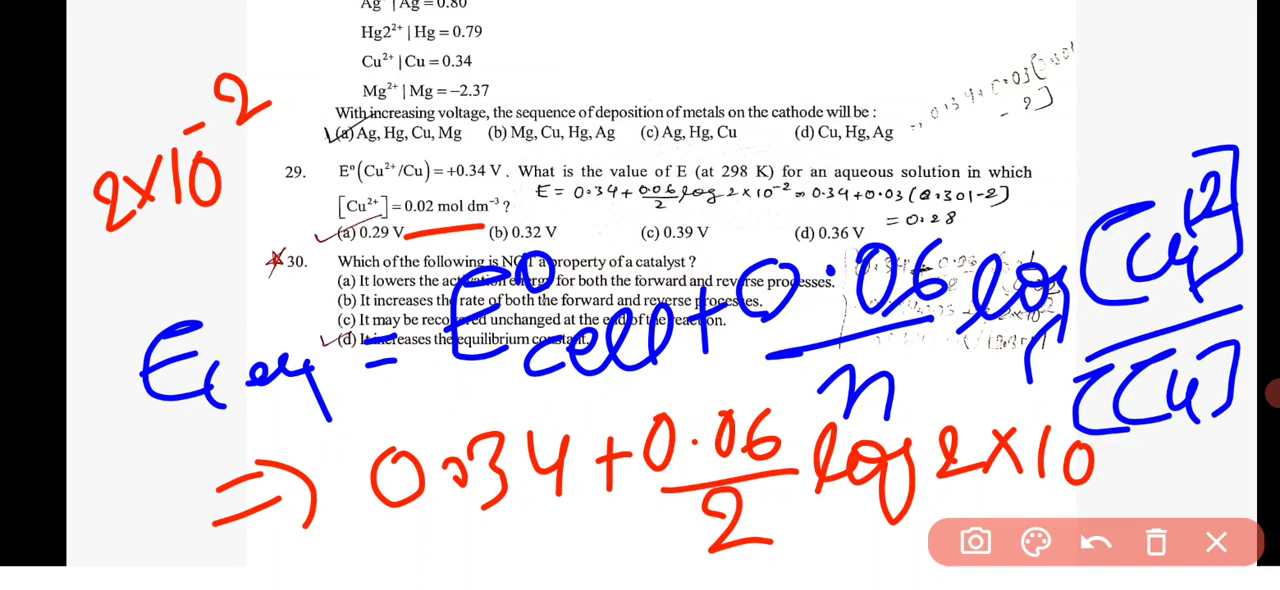 Ag⁺ | Ag = 0.80
Hg2²⁺ | Hg = 0.79
Cu²⁺ | Cu = 0.34
Mg²⁺ | Mg = −2.37
With increasing voltage, the sequence of deposition of metals on the cathode will be :
(a) Ag, Hg, Cu, Mg (b) Mg, Cu, Hg, Ag (c) Ag, Hg, Cu (d) Cu, Hg, Ag
2×10⁻²
29. E°(Cu²⁺/Cu) = +0.34 V. What is the value of E (at 298 K) for an aqueous solution in which
E = 0.34 + 0.06/2 log 2×10⁻² = 0.34 + 0.03 (0.301−2)
[Cu²⁺] = 0.02 mol dm⁻³ ?
= 0.28
(a) 0.29 V (b) 0.32 V (c) 0.39 V (d) 0.36 V
30. Which of the following is NOT a property of a catalyst ?
(a) It lowers the activation energy for both the forward and reverse processes.
(b) It increases the rate of both the forward and reverse processes.
(c) It may be recovered unchanged at the end of the reaction.
(d) It increases the equilibrium constant.
= E⁰cell + 0.06/n log [Cu²]/[Cu]
⇒ 0.34 + 0.06/2 log 2×10